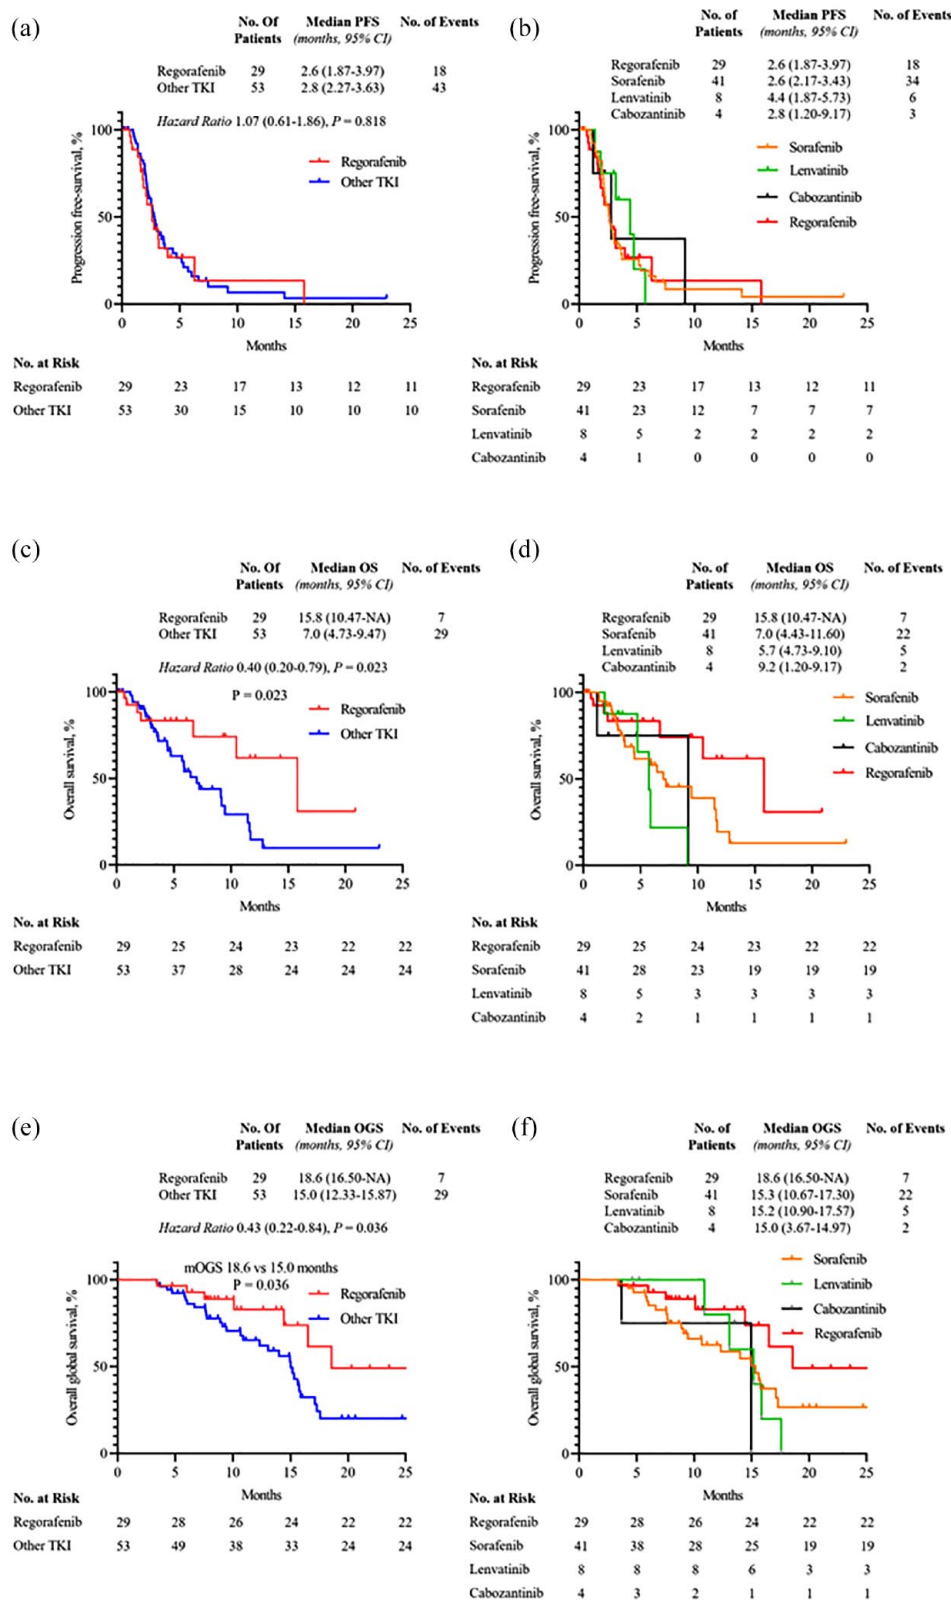 (a)
No. Of Patients Median PFS (months, 95% CI) No. of Events
Regorafenib 29 2.6 (1.87-3.97) 18
Other TKI 53 2.8 (2.27-3.63) 43
Hazard Ratio 1.07 (0.61-1.86), P = 0.818
Regorafenib
Other TKI
Progression free-survival, %
100
50
0
0 5 10 15 20 25
Months
No. at Risk
Regorafenib 29 23 17 13 12 11
Other TKI 53 30 15 10 10 10
(b)
No. of Patients Median PFS (months, 95% CI) No. of Events
Regorafenib 29 2.6 (1.87-3.97) 18
Sorafenib 41 2.6 (2.17-3.43) 34
Lenvatinib 8 4.4 (1.87-5.73) 6
Cabozantinib 4 2.8 (1.20-9.17) 3
Sorafenib
Lenvatinib
Cabozantinib
Regorafenib
Progression free-survival, %
100
50
0
0 5 10 15 20 25
Months
No. at Risk
Regorafenib 29 23 17 13 12 11
Sorafenib 41 23 12 7 7 7
Lenvatinib 8 5 2 2 2 2
Cabozantinib 4 1 0 0 0 0
(c)
No. Of Patients Median OS (months, 95% CI) No. of Events
Regorafenib 29 15.8 (10.47-NA) 7
Other TKI 53 7.0 (4.73-9.47) 29
Hazard Ratio 0.40 (0.20-0.79), P = 0.023
P = 0.023
Regorafenib
Other TKI
Overall survival, %
100
50
0
0 5 10 15 20 25
Months
No. at Risk
Regorafenib 29 25 24 23 22 22
Other TKI 53 37 28 24 24 24
(d)
No. of Patients Median OS (months, 95% CI) No. of Events
Regorafenib 29 15.8 (10.47-NA) 7
Sorafenib 41 7.0 (4.43-11.60) 22
Lenvatinib 8 5.7 (4.73-9.10) 5
Cabozantinib 4 9.2 (1.20-9.17) 2
Sorafenib
Lenvatinib
Cabozantinib
Regorafenib
Overall survival, %
100
50
0
0 5 10 15 20 25
Months
No. at Risk
Regorafenib 29 25 24 23 22 22
Sorafenib 41 28 23 19 19 19
Lenvatinib 8 5 3 3 3 3
Cabozantinib 4 2 1 1 1 1
(e)
No. Of Patients Median OGS (months, 95% CI) No. of Events
Regorafenib 29 18.6 (16.50-NA) 7
Other TKI 53 15.0 (12.33-15.87) 29
Hazard Ratio 0.43 (0.22-0.84), P = 0.036
mOGS 18.6 vs 15.0 months
P = 0.036
Regorafenib
Other TKI
Overall global survival, %
100
50
0
0 5 10 15 20 25
Months
No. at Risk
Regorafenib 29 28 26 24 22 22
Other TKI 53 49 38 33 24 24
(f)
No. of Patients Median OGS (months, 95% CI) No. of Events
Regorafenib 29 18.6 (16.50-NA) 7
Sorafenib 41 15.3 (10.67-17.30) 22
Lenvatinib 8 15.2 (10.90-17.57) 5
Cabozantinib 4 15.0 (3.67-14.97) 2
Sorafenib
Lenvatinib
Cabozantinib
Regorafenib
Overall global survival, %
100
50
0
0 5 10 15 20 25
Months
No. at Risk
Regorafenib 29 28 26 24 22 22
Sorafenib 41 38 28 25 19 19
Lenvatinib 8 8 8 6 3 3
Cabozantinib 4 3 2 1 1 1